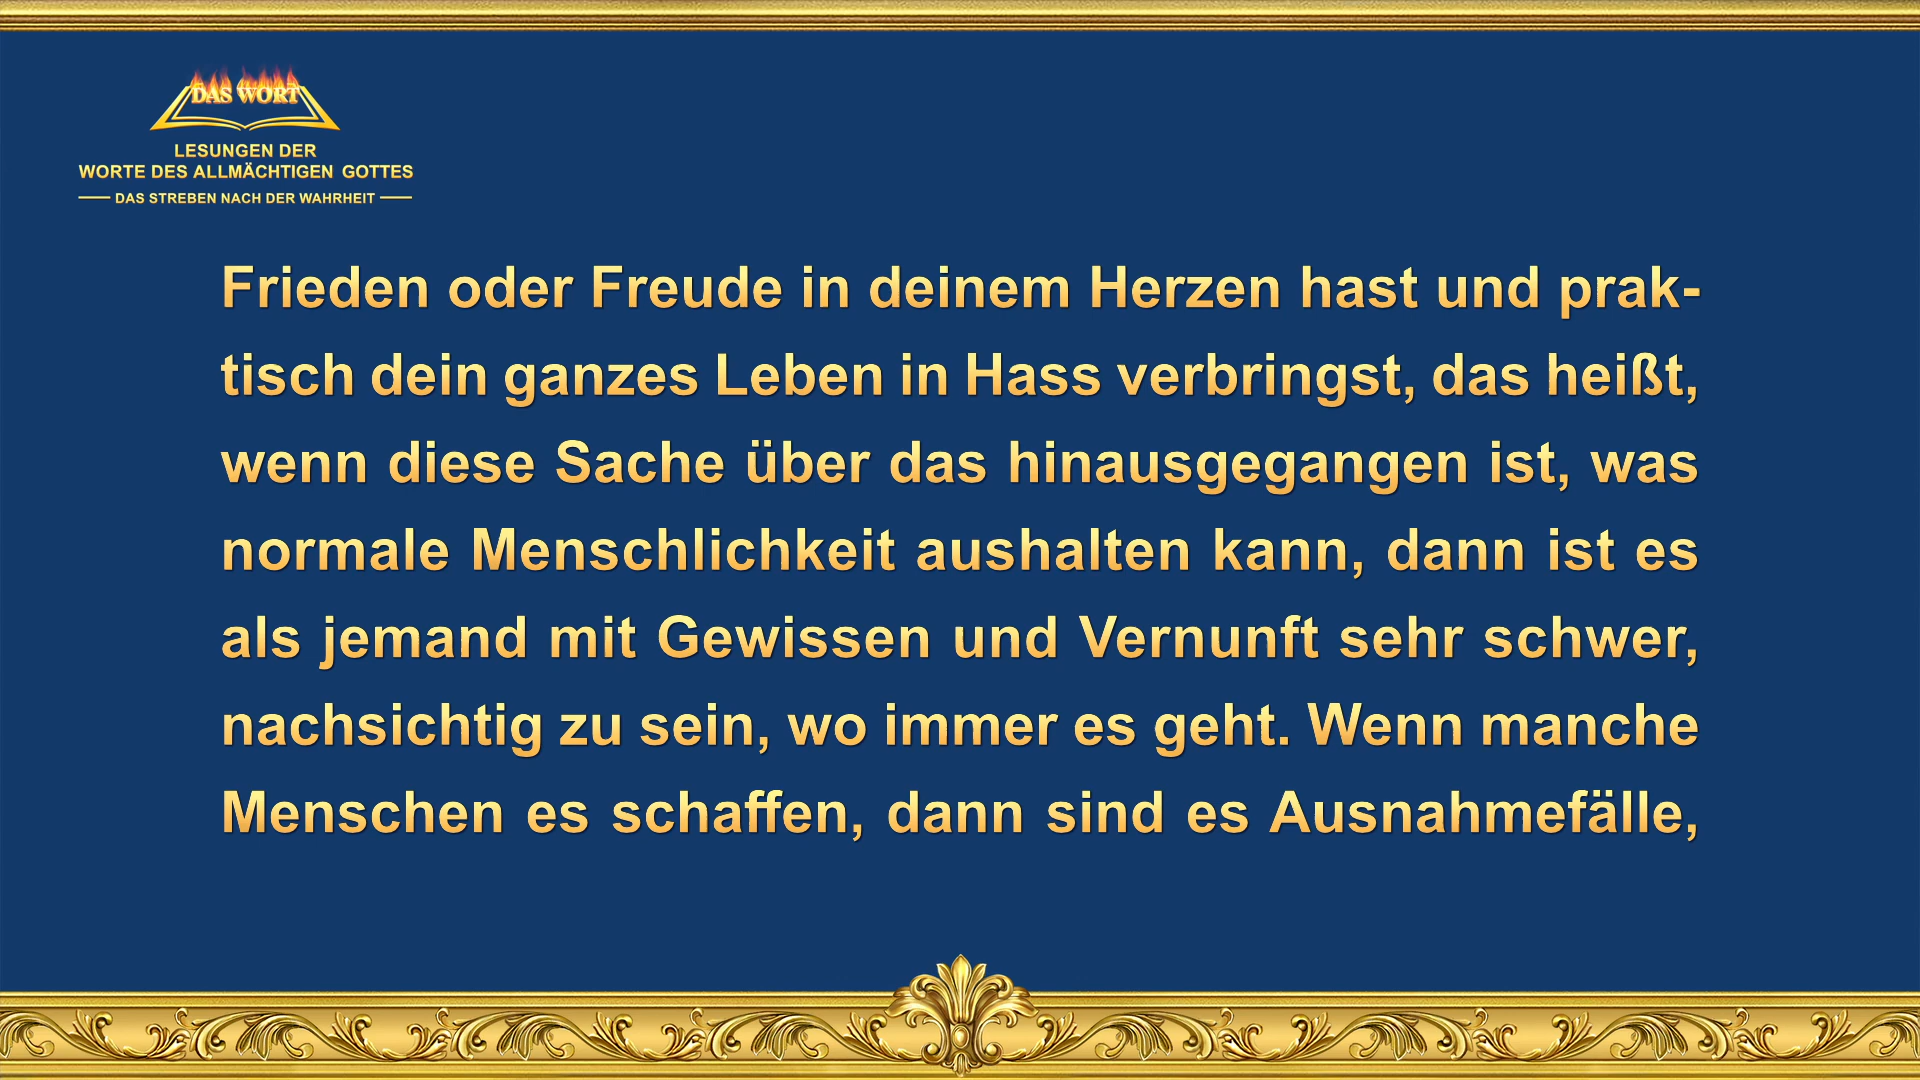 DAS WORT
LESUNGEN DER
WORTE DES ALLMÄCHTIGEN GOTTES
DAS STREBEN NACH DER WAHRHEIT
Frieden oder Freude in deinem Herzen hast und prak-
tisch dein ganzes Leben in Hass verbringst, das heißt,
wenn diese Sache über das hinausgegangen ist, was
normale Menschlichkeit aushalten kann, dann ist es
als jemand mit Gewissen und Vernunft sehr schwer,
nachsichtig zu sein, wo immer es geht. Wenn manche
Menschen es schaffen, dann sind es Ausnahmefälle,